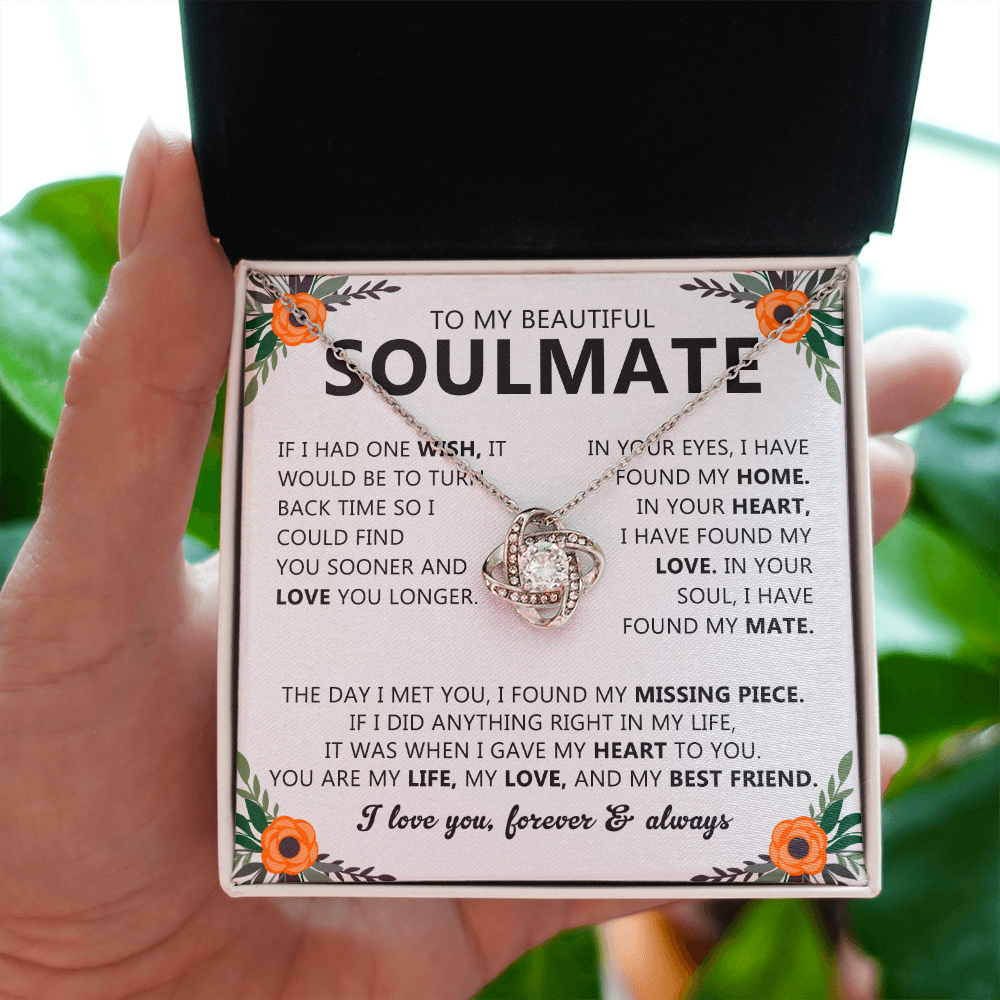 TO MY BEAUTIFUL
SOULMATE
IF I HAD ONE WISH, IT
WOULD BE TO TURN
BACK TIME SO I
COULD FIND
YOU SOONER AND
LOVE YOU LONGER.
IN YOUR EYES, I HAVE
FOUND MY HOME.
IN YOUR HEART,
I HAVE FOUND MY
LOVE. IN YOUR
SOUL, I HAVE
FOUND MY MATE.
THE DAY I MET YOU, I FOUND MY MISSING PIECE.
IF I DID ANYTHING RIGHT IN MY LIFE,
IT WAS WHEN I GAVE MY HEART TO YOU.
YOU ARE MY LIFE, MY LOVE, AND MY BEST FRIEND.
I love you, forever & always